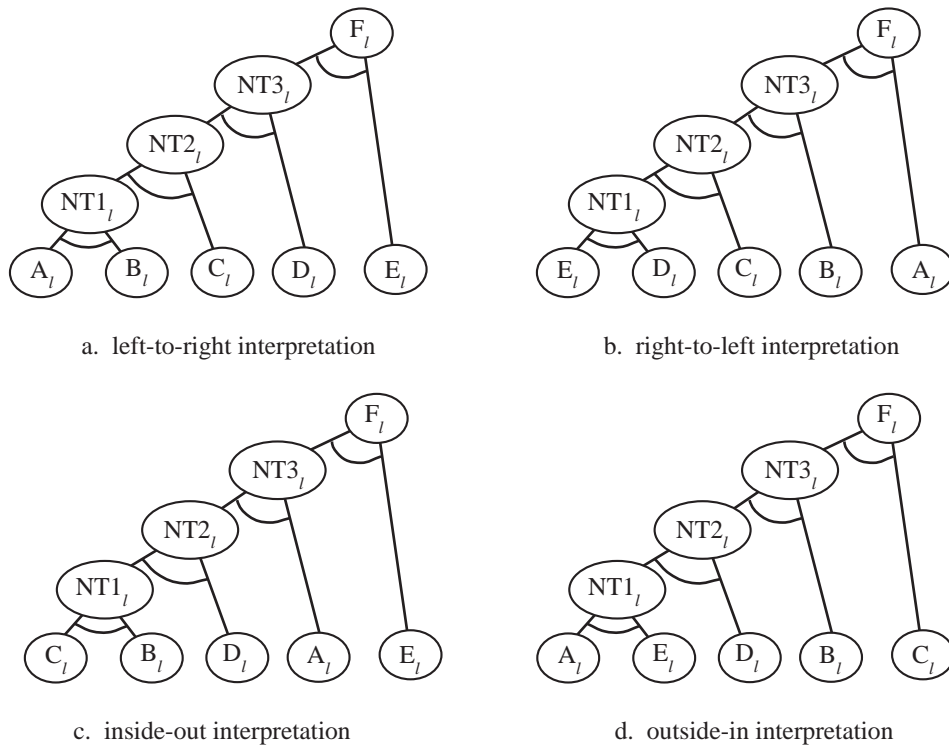 F_l F_l
NT3_l NT3_l
NT2_l NT2_l
NT1_l NT1_l
A_l B_l C_l D_l E_l E_l D_l C_l B_l A_l
a. left-to-right interpretation b. right-to-left interpretation
F_l F_l
NT3_l NT3_l
NT2_l NT2_l
NT1_l NT1_l
C_l B_l D_l A_l E_l A_l E_l D_l B_l C_l
c. inside-out interpretation d. outside-in interpretation